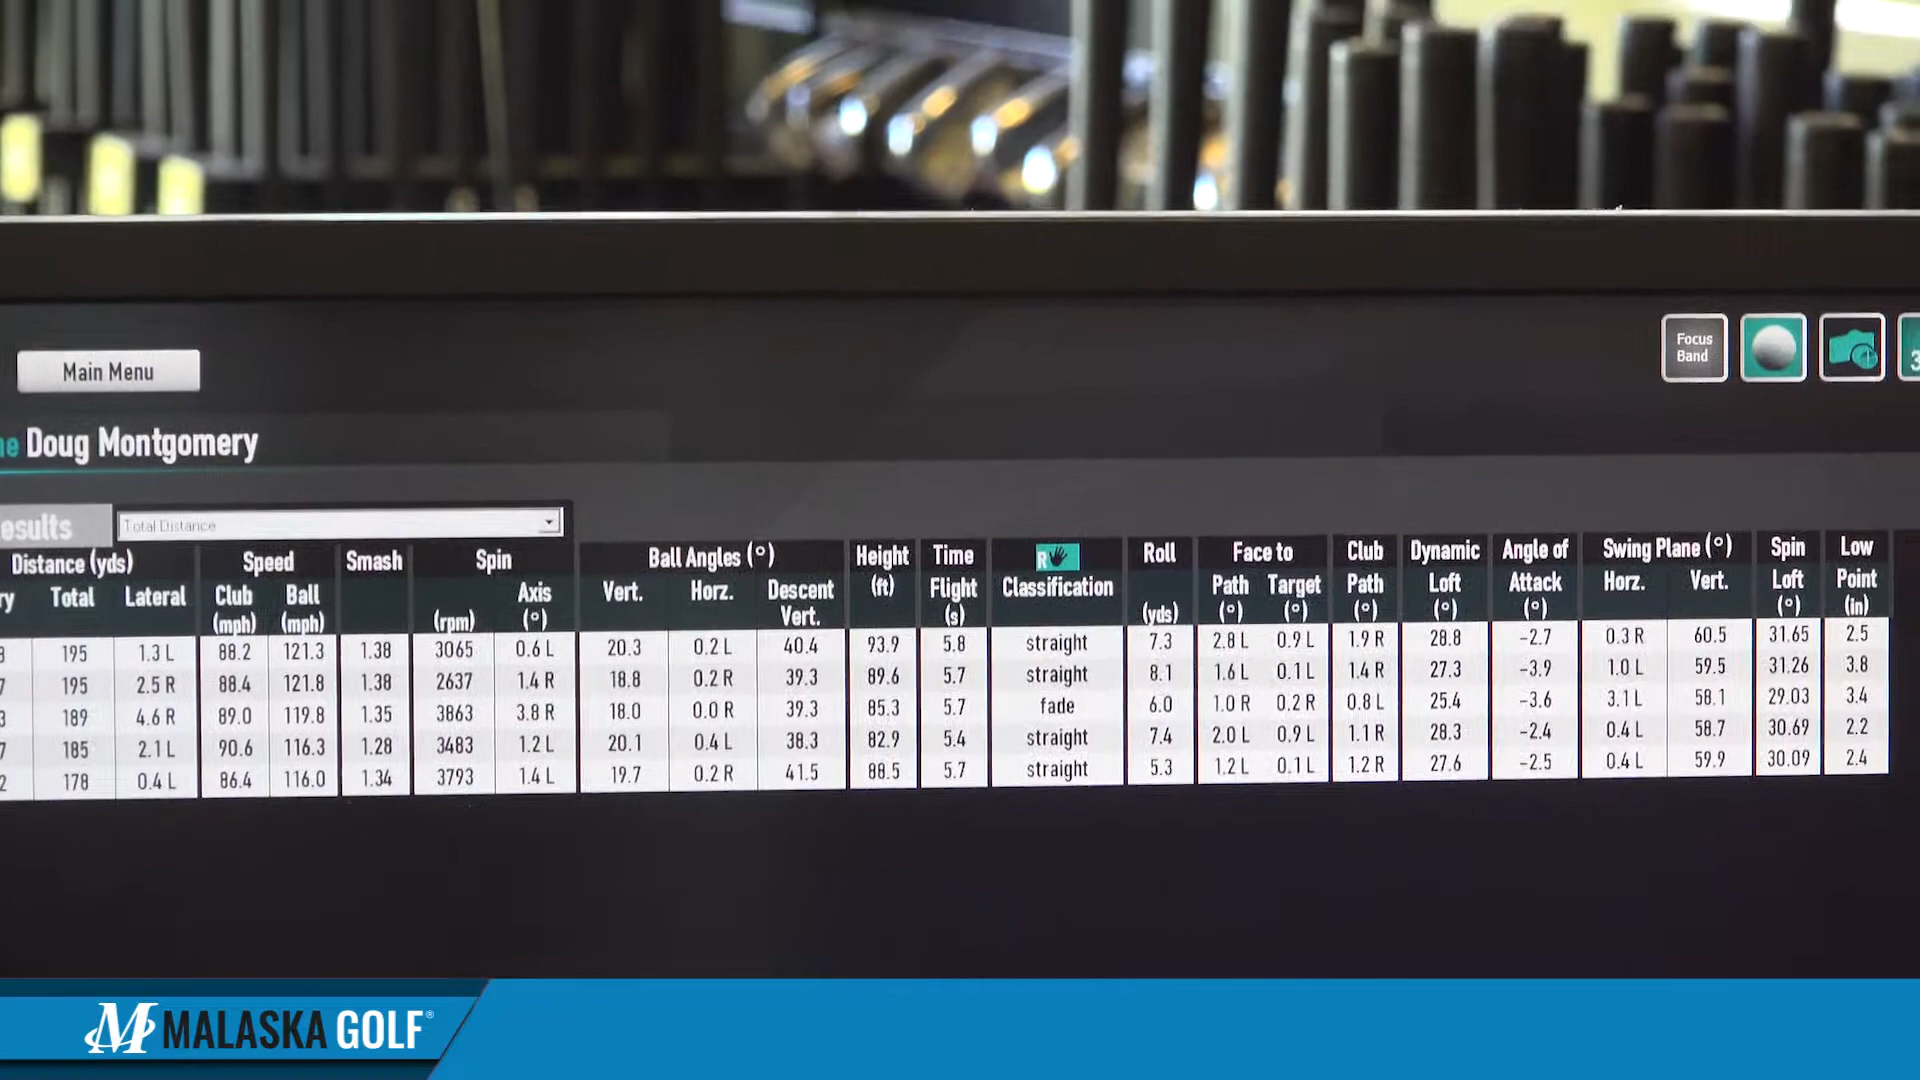 Focus
Band
3
Main Menu
ne Doug Montgomery
esults
Total Distance
Distance (yds) Speed Smash Spin Ball Angles (°) Height (ft) Time Flight (s) R Classification Roll (yds) Face to Club Path (°) Dynamic Loft (°) Angle of Attack (°) Swing Plane (°) Spin Loft (°) Low Point (in)
ry Total Lateral Club (mph) Ball (mph) (rpm) Axis (°) Vert. Horz. Descent Vert. Path (°) Target (°) Horz. Vert.
3 195 1.3 L 88.2 121.3 1.38 3065 0.6 L 20.3 0.2 L 40.4 93.9 5.8 straight 7.3 2.8 L 0.9 L 1.9 R 28.8 -2.7 0.3 R 60.5 31.65 2.5
7 195 2.5 R 88.4 121.8 1.38 2637 1.4 R 18.8 0.2 R 39.3 89.6 5.7 straight 8.1 1.6 L 0.1 L 1.4 R 27.3 -3.9 1.0 L 59.5 31.26 3.8
3 189 4.6 R 89.0 119.8 1.35 3863 3.8 R 18.0 0.0 R 39.3 85.3 5.7 fade 6.0 1.0 R 0.2 R 0.8 L 25.4 -3.6 3.1 L 58.1 29.03 3.4
7 185 2.1 L 90.6 116.3 1.28 3483 1.2 L 20.1 0.4 L 38.3 82.9 5.4 straight 7.4 2.0 L 0.9 L 1.1 R 28.3 -2.4 0.4 L 58.7 30.69 2.2
2 178 0.4 L 86.4 116.0 1.34 3793 1.4 L 19.7 0.2 R 41.5 88.5 5.7 straight 5.3 1.2 L 0.1 L 1.2 R 27.6 -2.5 0.4 L 59.9 30.09 2.4
M MALASKA GOLF®